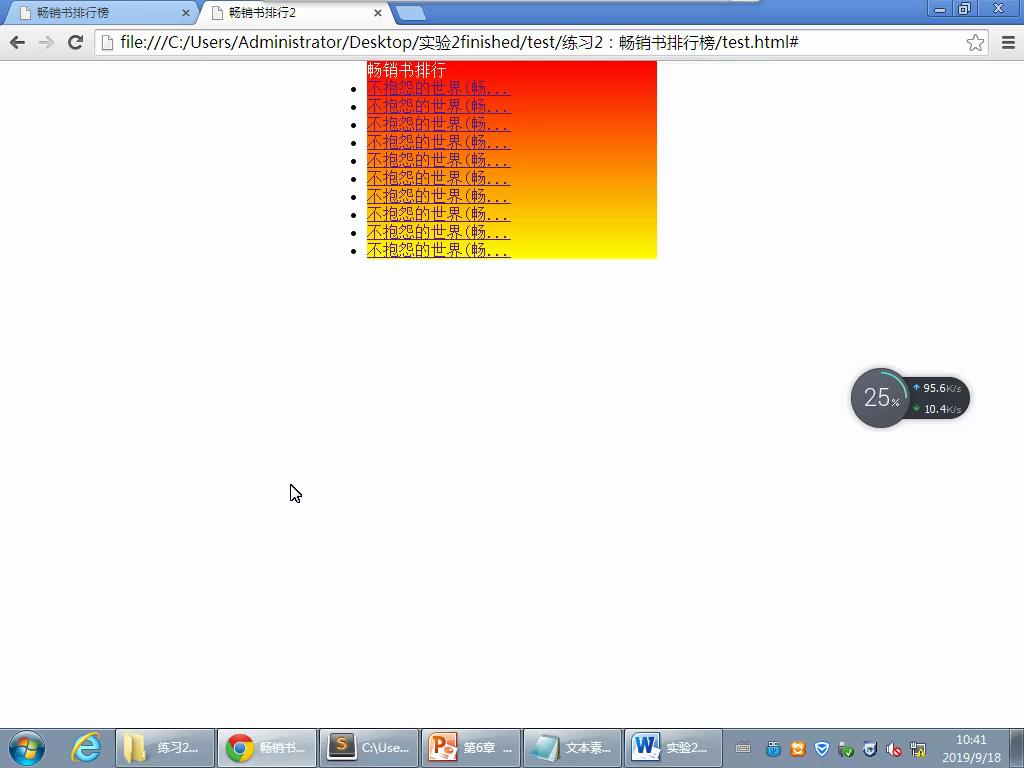 畅销书排行榜
畅销书排行2
file:///C:/Users/Administrator/Desktop/实验2finished/test/练习2：畅销书排行榜/test.html#
畅销书排行
不抱怨的世界(畅...
不抱怨的世界(畅...
不抱怨的世界(畅...
不抱怨的世界(畅...
不抱怨的世界(畅...
不抱怨的世界(畅...
不抱怨的世界(畅...
不抱怨的世界(畅...
不抱怨的世界(畅...
不抱怨的世界(畅...
25%
95.6K/s
10.4K/s
练习2...
畅销书...
C:\Use...
第6章 ...
文本素...
实验2...
10:41
2019/9/18